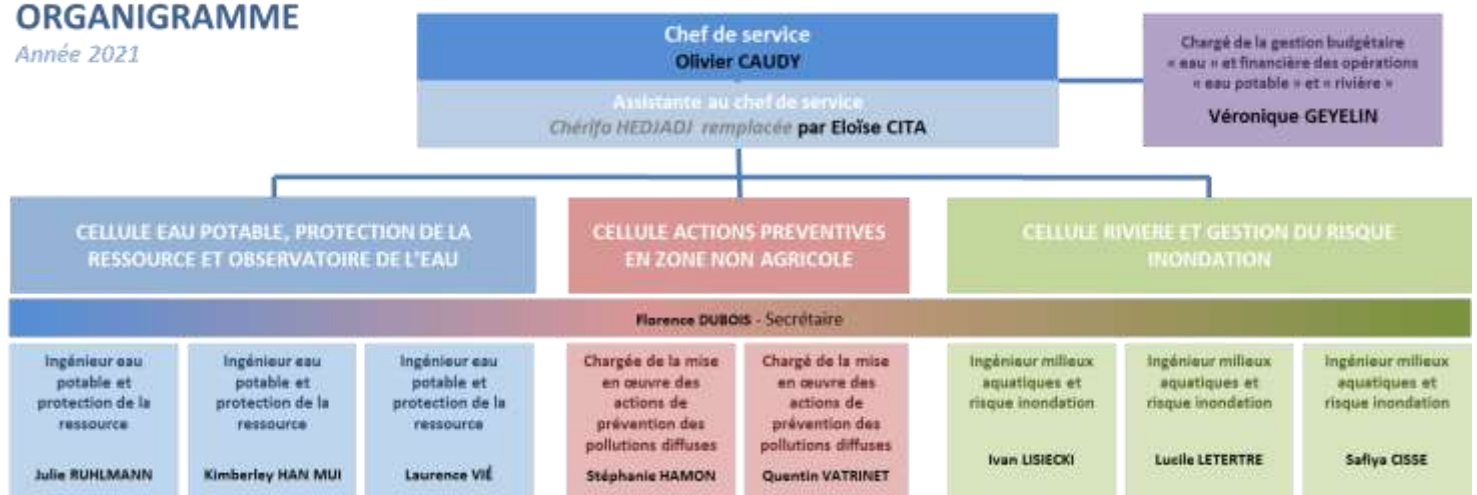 ORGANIGRAMME
Année 2021
Chef de service
Olivier CAUDY
Assistante au chef de service
Chérifa HEDJADJ remplacée par Eloïse CITA
Chargé de la gestion budgétaire
« eau » et financière des opérations
« eau potable » et « rivière »
Véronique GEYELIN
CELLULE EAU POTABLE, PROTECTION DE LA
RESSOURCE ET OBSERVATOIRE DE L'EAU
CELLULE ACTIONS PREVENTIVES
EN ZONE NON AGRICOLE
CELLULE RIVIERE ET GESTION DU RISQUE
INONDATION
Florence DUBOIS - Secrétaire
Ingénieur eau
potable et
protection de la
ressource
Julie RUHLMANN
Ingénieur eau
potable et
protection de la
ressource
Kimberley HAN MUI
Ingénieur eau
potable et
protection de la
ressource
Laurence VIÉ
Chargée de la mise
en œuvre des
actions de
prévention des
pollutions diffuses
Stéphanie HAMON
Chargé de la mise
en œuvre des
actions de
prévention des
pollutions diffuses
Quentin VATRINET
Ingénieur milieux
aquatiques et
risque inondation
Ivan LISIECKI
Ingénieur milieux
aquatiques et
risque inondation
Lucile LETERTRE
Ingénieur milieux
aquatiques et
risque inondation
Safiya CISSE